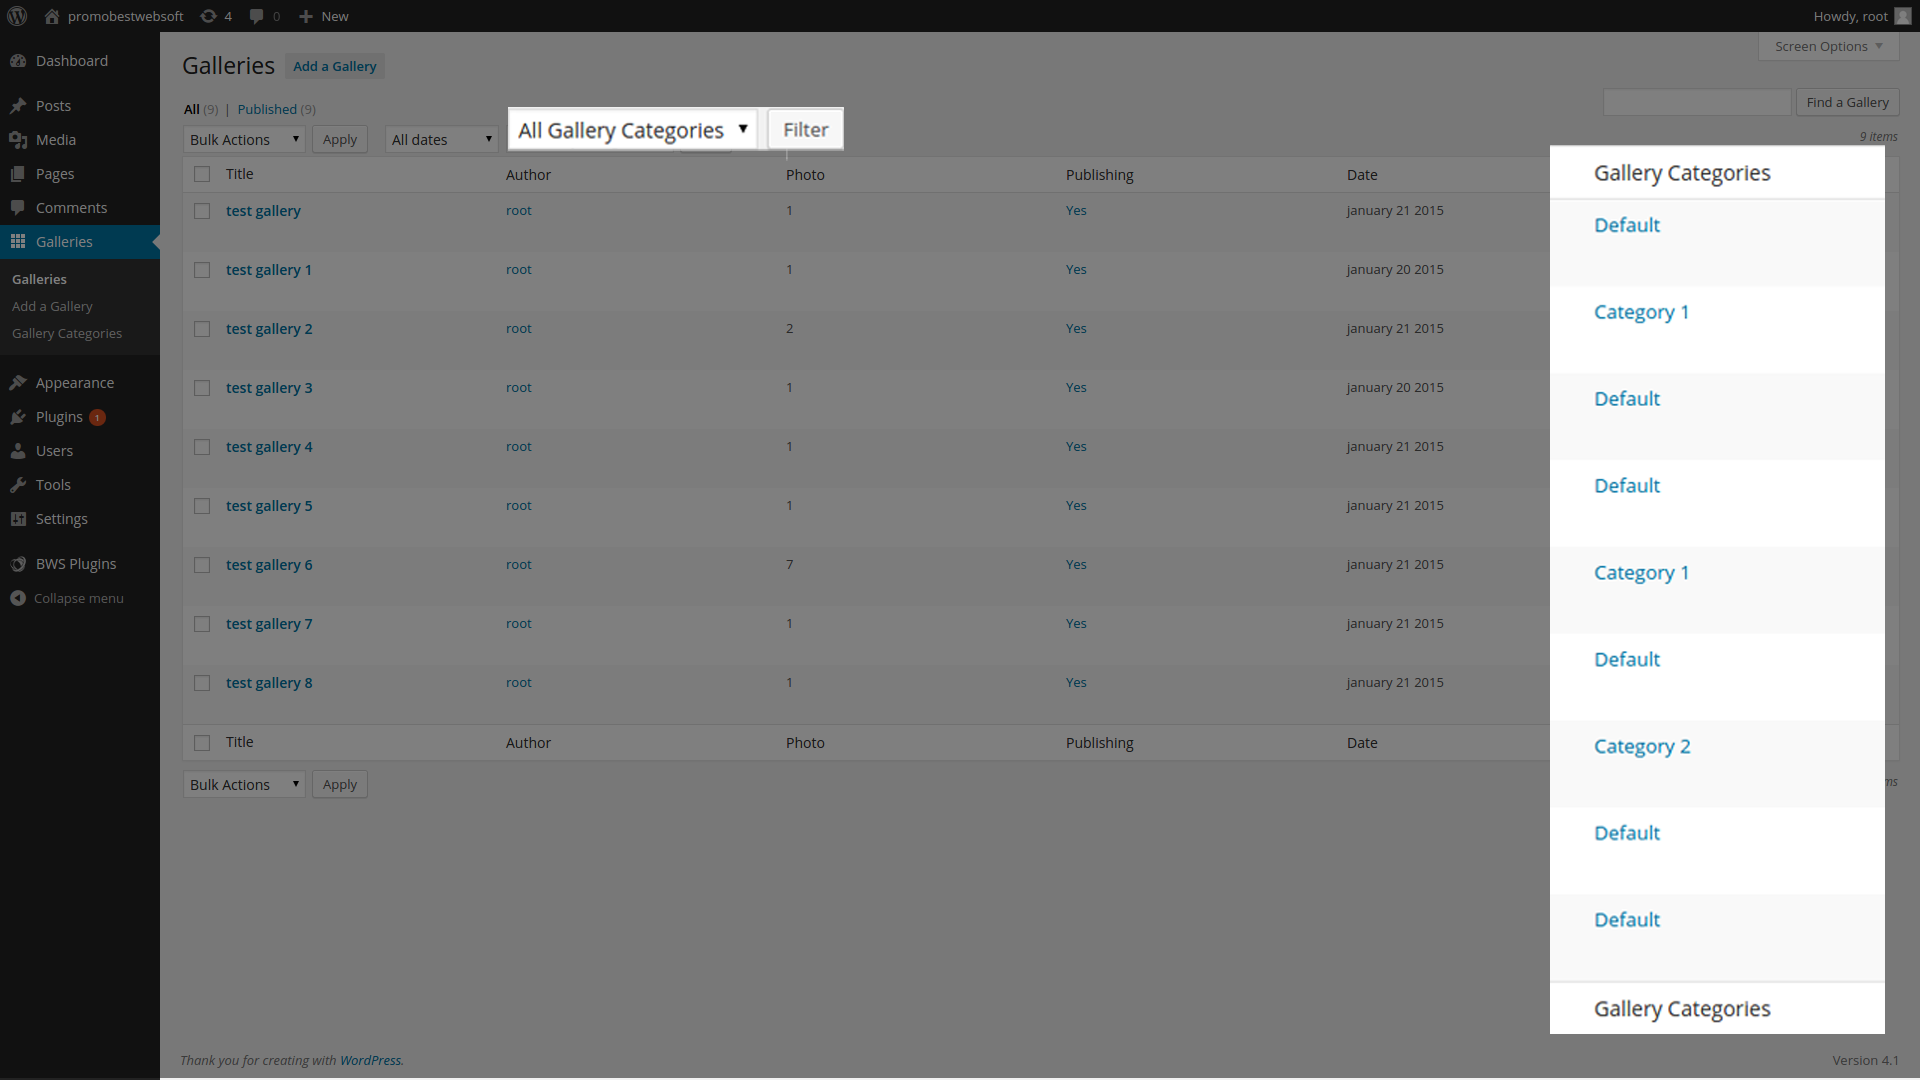 promobestwebsoft 4 0 New Howdy, root
Dashboard
Posts
Media
Pages
Comments
Galleries
Galleries
Add a Gallery
Gallery Categories
Appearance
Plugins 1
Users
Tools
Settings
BWS Plugins
Collapse menu
Screen Options
Galleries Add a Gallery
All (9) | Published (9)
Find a Gallery
Bulk Actions Apply All dates All Gallery Categories Filter
9 items
Title Author Photo Publishing Date
test gallery root 1 Yes january 21 2015
test gallery 1 root 1 Yes january 20 2015
test gallery 2 root 2 Yes january 21 2015
test gallery 3 root 1 Yes january 20 2015
test gallery 4 root 1 Yes january 21 2015
test gallery 5 root 1 Yes january 21 2015
test gallery 6 root 7 Yes january 21 2015
test gallery 7 root 1 Yes january 21 2015
test gallery 8 root 1 Yes january 21 2015
Title Author Photo Publishing Date
Bulk Actions Apply
Gallery Categories
Default
Category 1
Default
Default
Category 1
Default
Category 2
Default
Default
Gallery Categories
Thank you for creating with WordPress. Version 4.1